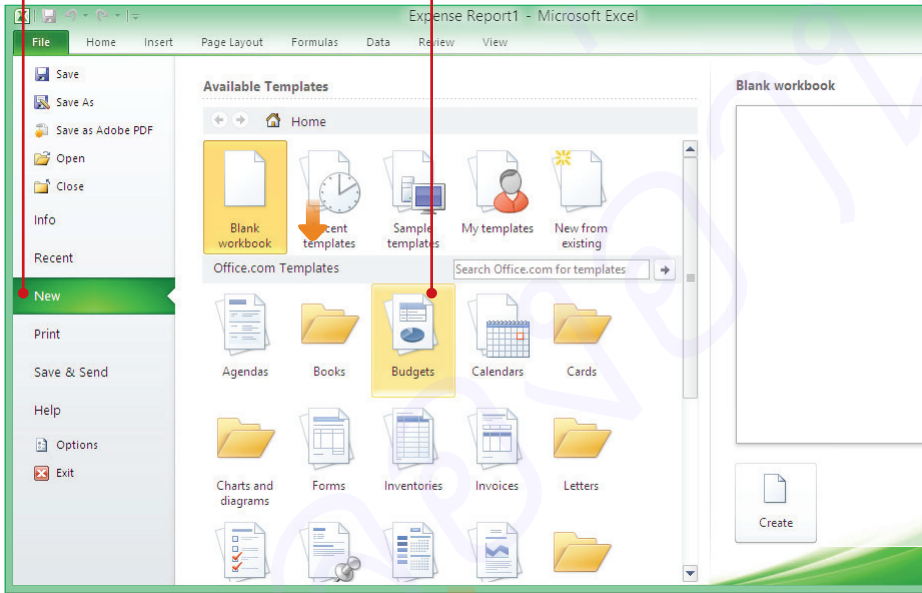 Expense Report1 - Microsoft Excel
File Home Insert Page Layout Formulas Data Review View
Save
Save As
Save as Adobe PDF
Open
Close
Info
Recent
New
Print
Save & Send
Help
Options
Exit
Available Templates
Home
Blank workbook
templates
Sample templates
My templates
New from existing
Office.com Templates
Search Office.com for templates
Agendas
Books
Budgets
Calendars
Cards
Charts and diagrams
Forms
Inventories
Invoices
Letters
Blank workbook
Create